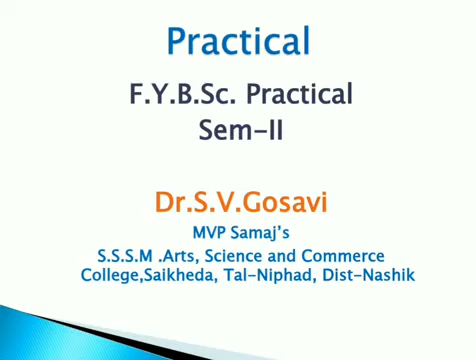 Practical
F.Y.B.Sc. Practical
Sem-II
Dr.S.V.Gosavi
MVP Samaj's
S.S.S.M .Arts, Science and Commerce
College,Saikheda, Tal-Niphad, Dist-Nashik